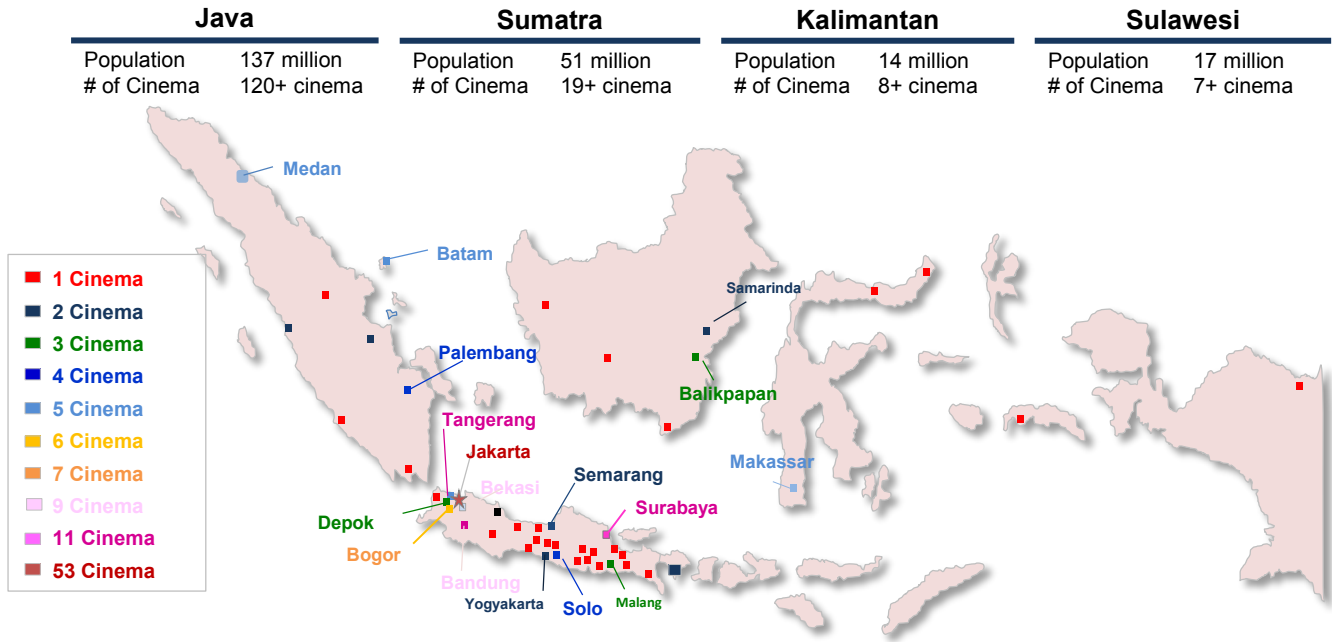 Java
Population 137 million
# of Cinema 120+ cinema
Sumatra
Population 51 million
# of Cinema 19+ cinema
Kalimantan
Population 14 million
# of Cinema 8+ cinema
Sulawesi
Population 17 million
# of Cinema 7+ cinema
1 Cinema
2 Cinema
3 Cinema
4 Cinema
5 Cinema
6 Cinema
7 Cinema
9 Cinema
11 Cinema
53 Cinema
Medan
Batam
Samarinda
Palembang
Balikpapan
Tangerang
Jakarta
Makassar
Semarang
Bekasi
Surabaya
Depok
Bogor
Bandung
Yogyakarta
Solo
Malang